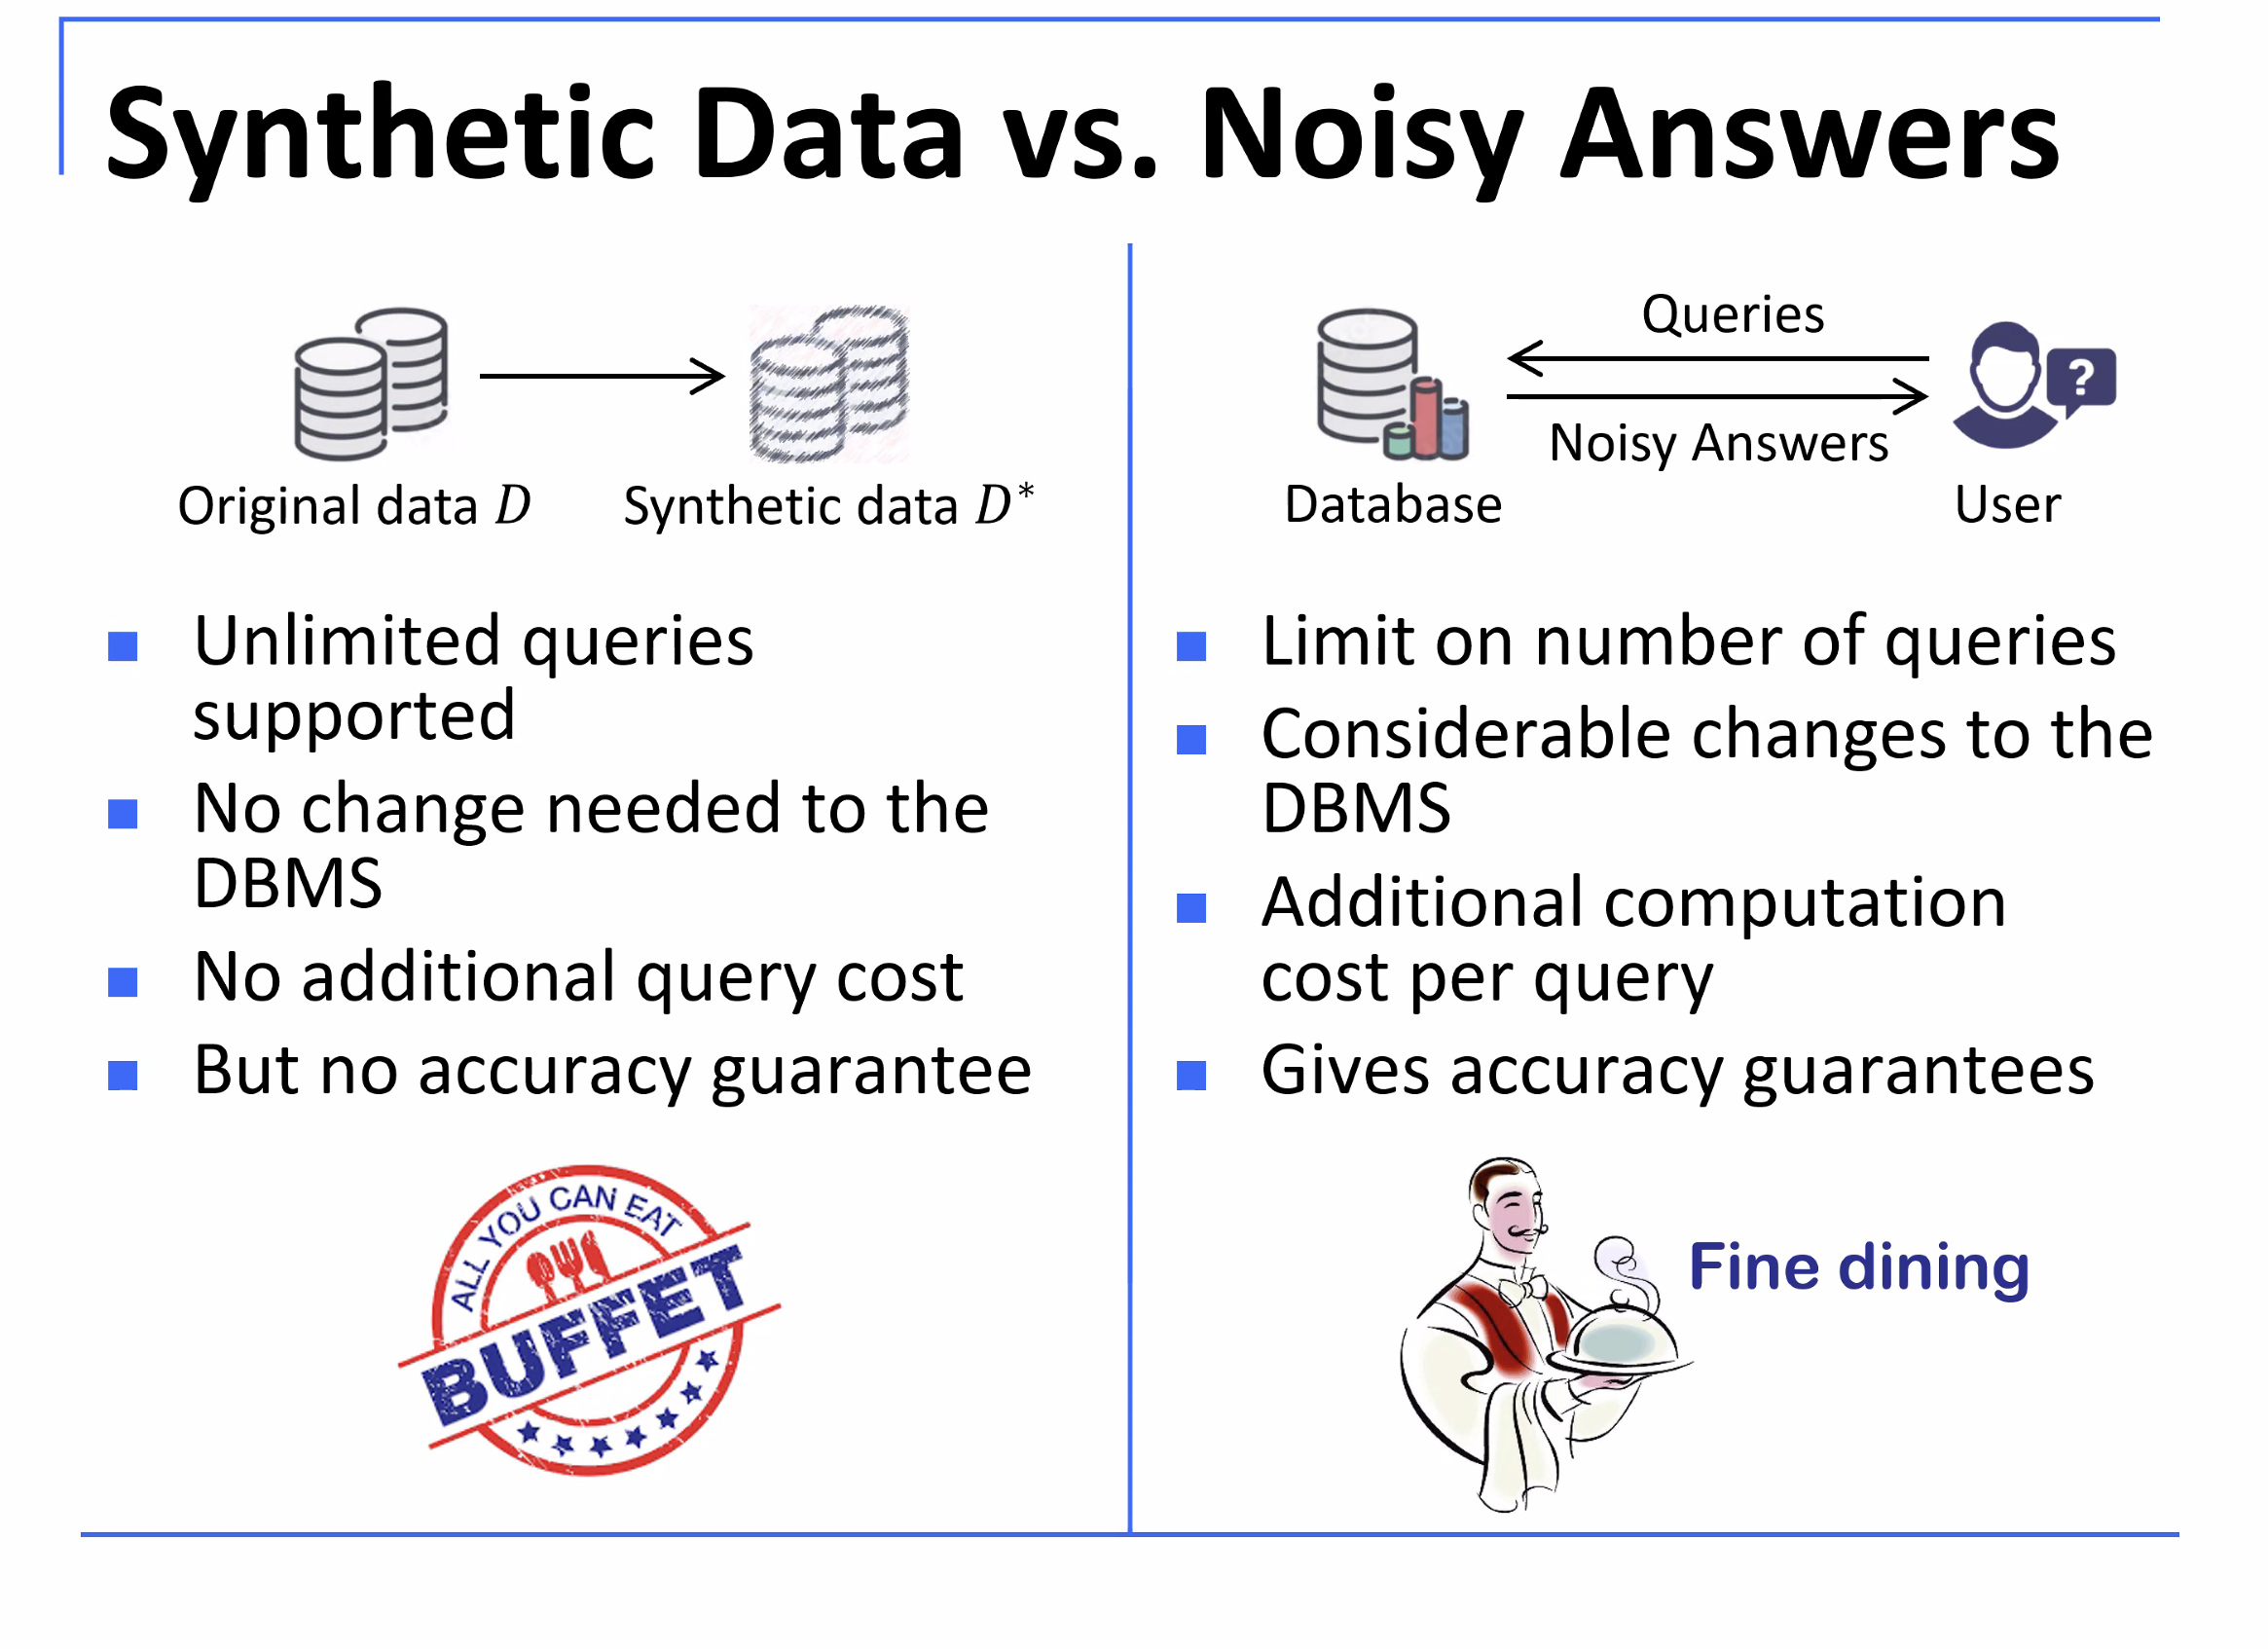 Synthetic Data vs. Noisy Answers
Original data D
Synthetic data D*
Unlimited queries
supported
No change needed to the
DBMS
No additional query cost
But no accuracy guarantee
ALL YOU CAN EAT
BUFFET
Queries
?
Noisy Answers
Database
User
Limit on number of queries
Considerable changes to the
DBMS
Additional computation
cost per query
Gives accuracy guarantees
Fine dining